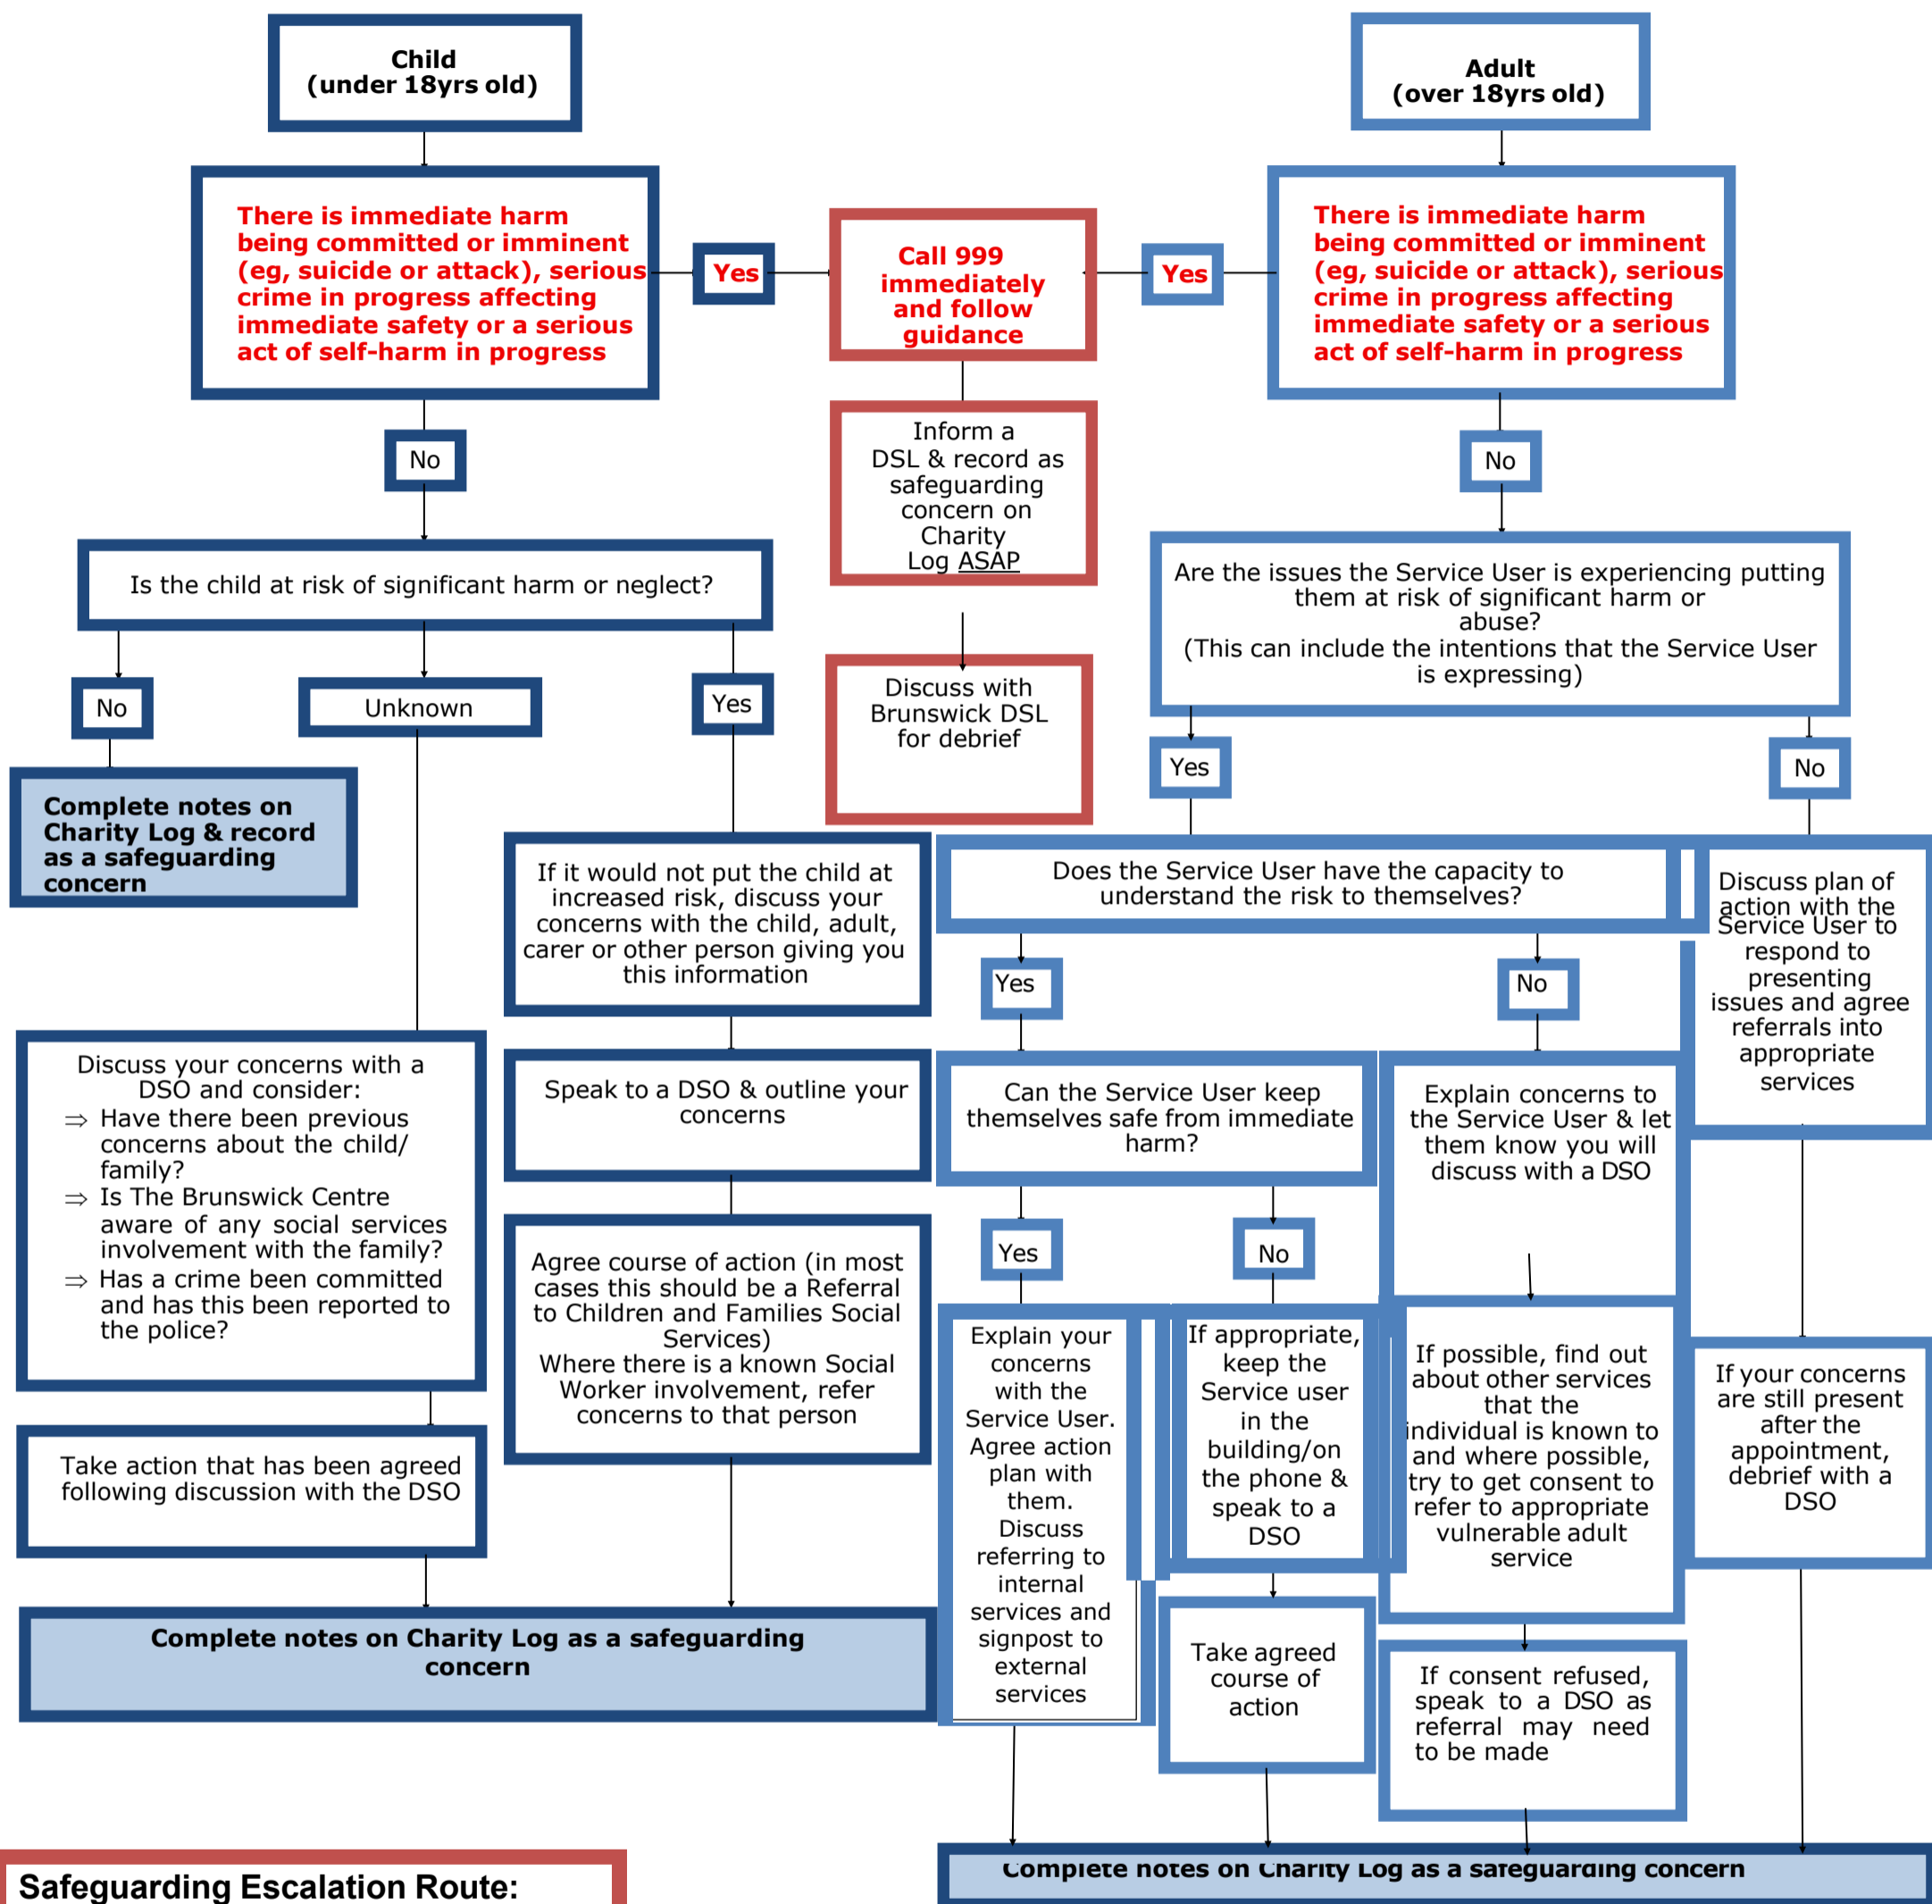 Child
(under 18yrs old)
Adult
(over 18yrs old)
There is immediate harm
being committed or imminent
(eg, suicide or attack), serious
crime in progress affecting
immediate safety or a serious
act of self-harm in progress
Yes
Call 999
immediately
and follow
guidance
Yes
There is immediate harm
being committed or imminent
(eg, suicide or attack), serious
crime in progress affecting
immediate safety or a serious
act of self-harm in progress
No
Inform a
DSL & record as
safeguarding
concern on
Charity
Log ASAP
No
Is the child at risk of significant harm or neglect?
Are the issues the Service User is experiencing putting
them at risk of significant harm or
abuse?
(This can include the intentions that the Service User
is expressing)
No
Unknown
Yes
Discuss with
Brunswick DSL
for debrief
Yes
No
Complete notes on
Charity Log & record
as a safeguarding
concern
If it would not put the child at
increased risk, discuss your
concerns with the child, adult,
carer or other person giving you
this information
Does the Service User have the capacity to
understand the risk to themselves?
Discuss plan of
action with the
Service User to
respond to
presenting
issues and agree
referrals into
appropriate
services
Yes
No
Discuss your concerns with a
DSO and consider:
⇒ Have there been previous
concerns about the child/
family?
⇒ Is The Brunswick Centre
aware of any social services
involvement with the family?
⇒ Has a crime been committed
and has this been reported to
the police?
Speak to a DSO & outline your
concerns
Can the Service User keep
themselves safe from immediate
harm?
Explain concerns to
the Service User & let
them know you will
discuss with a DSO
Agree course of action (in most
cases this should be a Referral
to Children and Families Social
Services)
Where there is a known Social
Worker involvement, refer
concerns to that person
Yes
No
Explain your
concerns
with the
Service User.
Agree action
plan with
them.
Discuss
referring to
internal
services and
signpost to
external
services
If appropriate,
keep the
Service user
in the
building/on
the phone &
speak to a
DSO
If possible, find out
about other services
that the
individual is known to
and where possible,
try to get consent to
refer to appropriate
vulnerable adult
service
If your concerns
are still present
after the
appointment,
debrief with a
DSO
Take action that has been agreed
following discussion with the DSO
Complete notes on Charity Log as a safeguarding
concern
Take agreed
course of
action
If consent refused,
speak to a DSO as
referral may need
to be made
Complete notes on Charity Log as a safeguarding concern
Safeguarding Escalation Route: